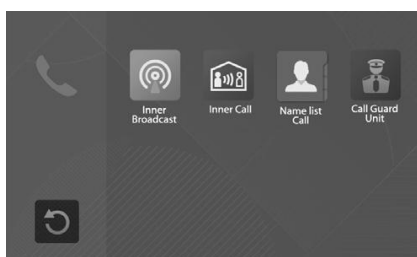 Inner
Broadcast
Inner Call
Name list
Call
Call Guard
Unit